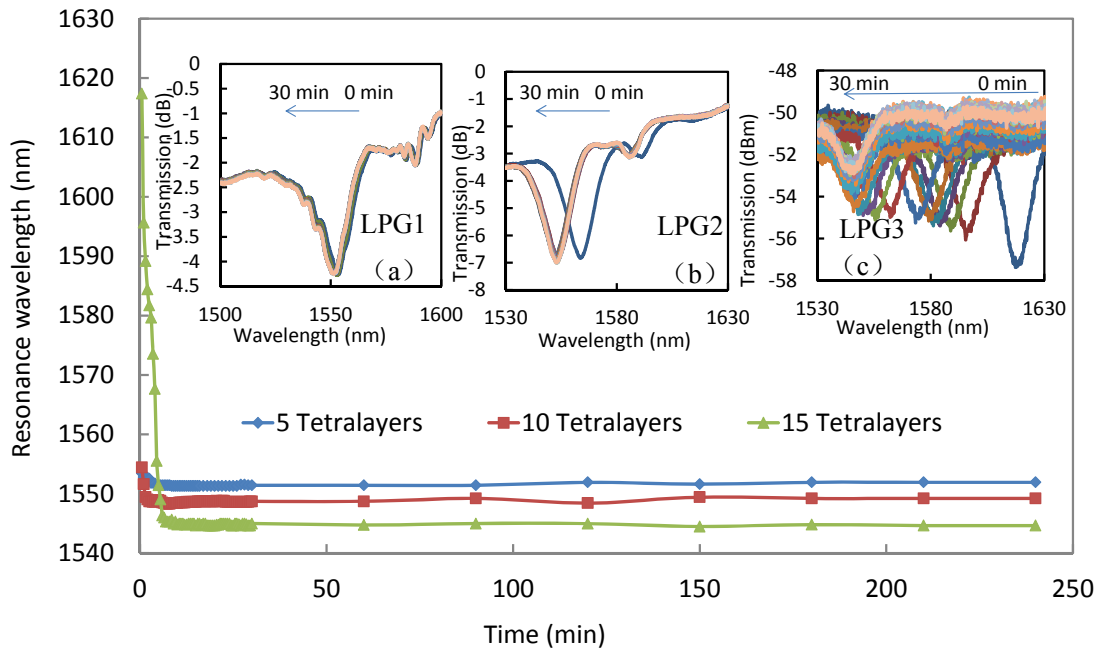 Resonance wavelength (nm)
1630
1620
1610
1600
1590
1580
1570
1560
1550
1540
0
50
100
150
200
250
Time (min)
5 Tetralayers
10 Tetralayers
15 Tetralayers
Transmission (dB)
0
-0.5
-1
-1.5
-2
-2.5
-3
-3.5
-4
-4.5
30 min 0 min
LPG1
（a）
1500 1550 1600
Wavelength (nm)
Transmission (dB)
0
-1
-2
-3
-4
-5
-6
-7
-8
30 min 0 min
LPG2
（b）
1530 1580 1630
Wavelength (nm)
Transmission (dBm)
-48
-50
-52
-54
-56
-58
30 min 0 min
LPG3
（c）
1530 1580 1630
Wavelength (nm)